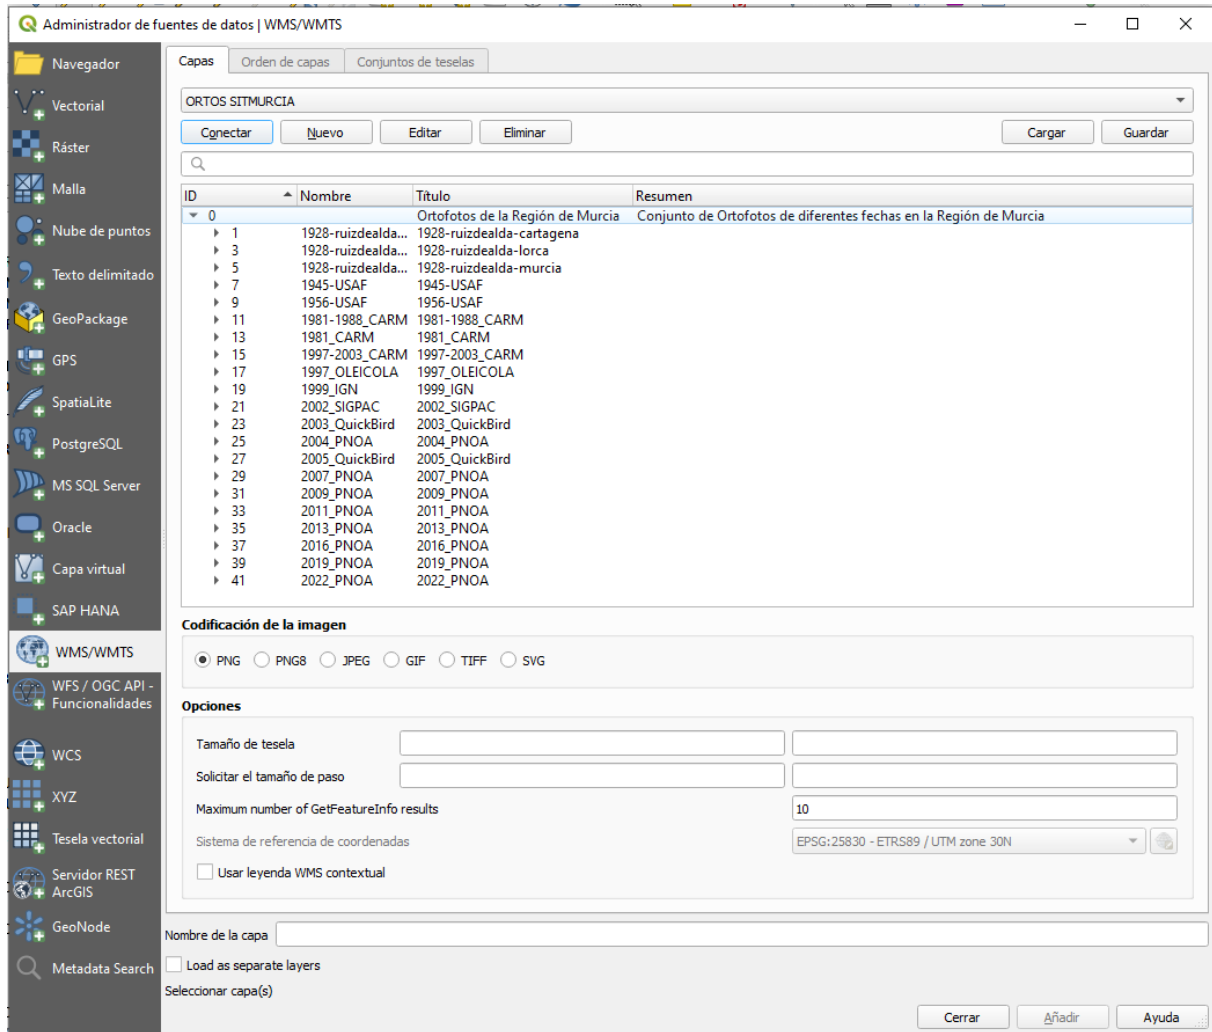 Administrador de fuentes de datos | WMS/WMTS
Navegador
Vectorial
Ráster
Malla
Nube de puntos
Texto delimitado
GeoPackage
GPS
SpatiaLite
PostgreSQL
MS SQL Server
Oracle
Capa virtual
SAP HANA
WMS/WMTS
WFS / OGC API -
Funcionalidades
WCS
XYZ
Tesela vectorial
Servidor REST
ArcGIS
GeoNode
Metadata Search
Capas Orden de capas Conjuntos de teselas
ORTOS SITMURCIA
Conectar Nuevo Editar Eliminar Cargar Guardar
ID Nombre Título Resumen
0 Ortofotos de la Región de Murcia Conjunto de Ortofotos de diferentes fechas en la Región de Murcia
1 1928-ruizdealda... 1928-ruizdealda-cartagena
3 1928-ruizdealda... 1928-ruizdealda-lorca
5 1928-ruizdealda... 1928-ruizdealda-murcia
7 1945-USAF 1945-USAF
9 1956-USAF 1956-USAF
11 1981-1988_CARM 1981-1988_CARM
13 1981_CARM 1981_CARM
15 1997-2003_CARM 1997-2003_CARM
17 1997_OLEICOLA 1997_OLEICOLA
19 1999_IGN 1999_IGN
21 2002_SIGPAC 2002_SIGPAC
23 2003_QuickBird 2003_QuickBird
25 2004_PNOA 2004_PNOA
27 2005_QuickBird 2005_QuickBird
29 2007_PNOA 2007_PNOA
31 2009_PNOA 2009_PNOA
33 2011_PNOA 2011_PNOA
35 2013_PNOA 2013_PNOA
37 2016_PNOA 2016_PNOA
39 2019_PNOA 2019_PNOA
41 2022_PNOA 2022_PNOA
Codificación de la imagen
PNG PNG8 JPEG GIF TIFF SVG
Opciones
Tamaño de tesela
Solicitar el tamaño de paso
Maximum number of GetFeatureInfo results 10
Sistema de referencia de coordenadas EPSG:25830 - ETRS89 / UTM zone 30N
Usar leyenda WMS contextual
Nombre de la capa
Load as separate layers
Seleccionar capa(s)
Cerrar Añadir Ayuda